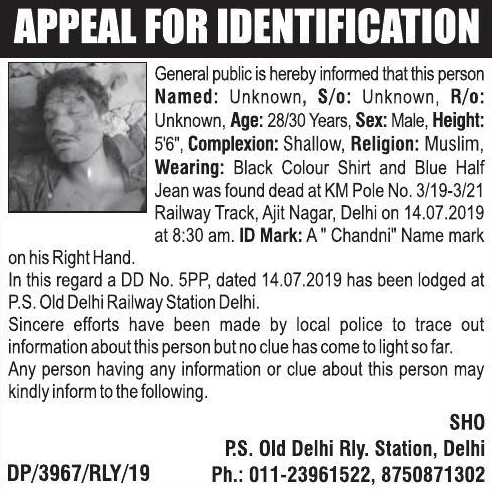 APPEAL FOR IDENTIFICATION
General public is hereby informed that this person
Named: Unknown, S/o: Unknown, R/o:
Unknown, Age: 28/30 Years, Sex: Male, Height:
5'6", Complexion: Shallow, Religion: Muslim,
Wearing: Black Colour Shirt and Blue Half
Jean was found dead at KM Pole No. 3/19-3/21
Railway Track, Ajit Nagar, Delhi on 14.07.2019
at 8:30 am. ID Mark: A " Chandni" Name mark
on his Right Hand.
In this regard a DD No. 5PP, dated 14.07.2019 has been lodged at
P.S. Old Delhi Railway Station Delhi.
Sincere efforts have been made by local police to trace out
information about this person but no clue has come to light so far.
Any person having any information or clue about this person may
kindly inform to the following.
SHO
P.S. Old Delhi Rly. Station, Delhi
DP/3967/RLY/19 Ph.: 011-23961522, 8750871302